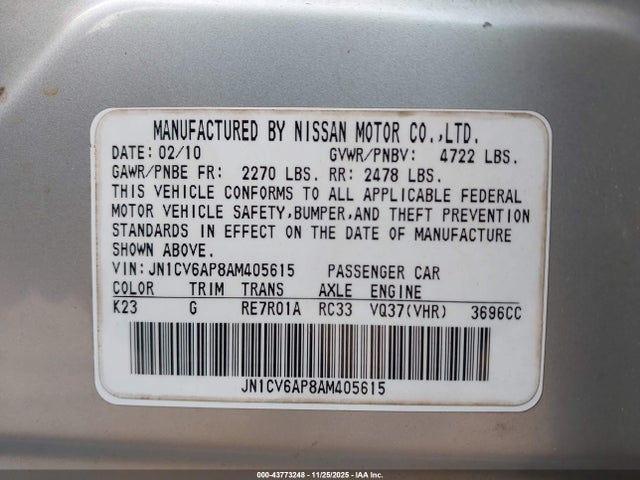 MANUFACTURED BY NISSAN MOTOR CO.,LTD.
DATE: 02/10 GVWR/PNBV: 4722 LBS.
GAWR/PNBE FR: 2270 LBS. RR: 2478 LBS.
THIS VEHICLE CONFORMS TO ALL APPLICABLE FEDERAL
MOTOR VEHICLE SAFETY,BUMPER,AND THEFT PREVENTION
STANDARDS IN EFFECT ON THE DATE OF MANUFACTURE
SHOWN ABOVE.
VIN: JN1CV6AP8AM405615 PASSENGER CAR
COLOR TRIM TRANS AXLE ENGINE
K23 G RE7R01A RC33 VQ37(VHR) 3696CC
JN1CV6AP8AM405615
000-43773248 - 11/25/2025 - IAA Inc.